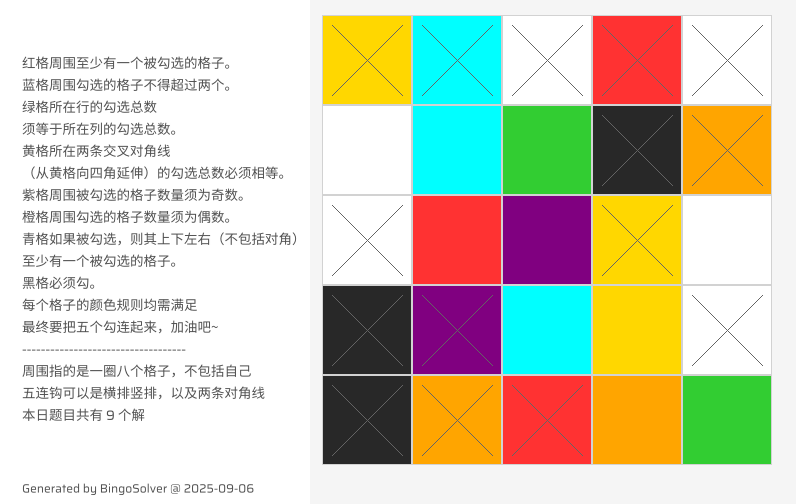 红格周围至少有一个被勾选的格子。
蓝格周围勾选的格子不得超过两个。
绿格所在行的勾选总数
须等于所在列的勾选总数。
黄格所在两条交叉对角线
（从黄格向四角延伸）的勾选总数必须相等。
紫格周围被勾选的格子数量须为奇数。
橙格周围勾选的格子数量须为偶数。
青格如果被勾选，则其上下左右（不包括对角）
至少有一个被勾选的格子。
黑格必须勾。
每个格子的颜色规则均需满足
最终要把五个勾连起来，加油吧~
-----------------------------------
周围指的是一圈八个格子，不包括自己
五连钩可以是横排竖排，以及两条对角线
本日题目共有 9 个解
Generated by BingoSolver @ 2025-09-06